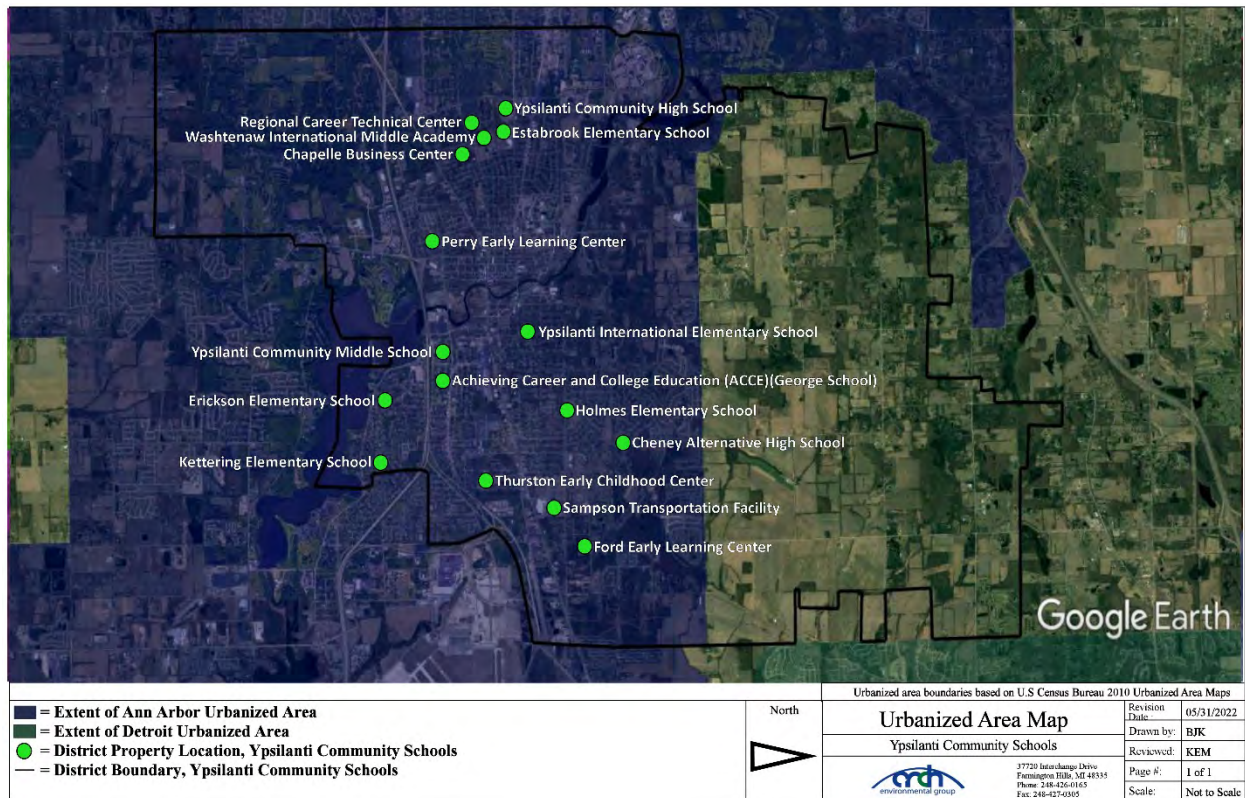 Ypsilanti Community High School
Regional Career Technical Center
Estabrook Elementary School
Washtenaw International Middle Academy
Chapelle Business Center
Perry Early Learning Center
Ypsilanti International Elementary School
Ypsilanti Community Middle School
Achieving Career and College Education (ACCE)(George School)
Erickson Elementary School
Holmes Elementary School
Cheney Alternative High School
Kettering Elementary School
Thurston Early Childhood Center
Sampson Transportation Facility
Ford Early Learning Center
Google Earth
= Extent of Ann Arbor Urbanized Area
= Extent of Detroit Urbanized Area
= District Property Location, Ypsilanti Community Schools
= District Boundary, Ypsilanti Community Schools
North
Urbanized area boundaries based on U.S Census Bureau 2010 Urbanized Area Maps
Urbanized Area Map
Ypsilanti Community Schools
arch
environmental group
37720 Interchange Drive
Farmington Hills, MI 48335
Phone: 248-426-0165
Fax: 248-427-0305
Revision Date : 05/31/2022
Drawn by: BJK
Reviewed: KEM
Page #: 1 of 1
Scale: Not to Scale